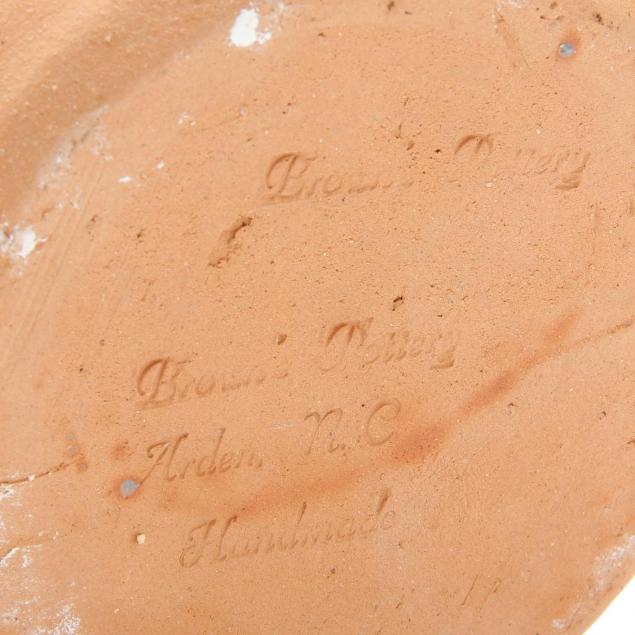 Brown's Pottery
Brown's Pottery
Arden, N.C
Handmade